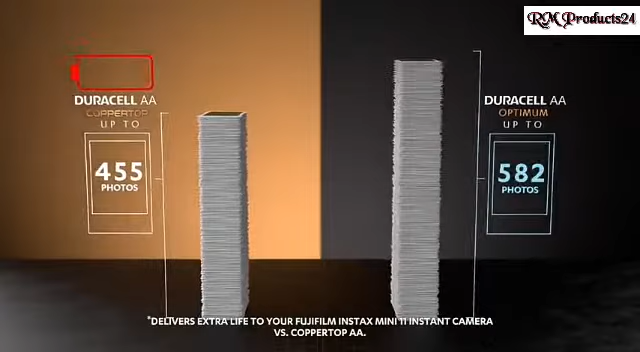 RM Products24
DURACELL AA
COPPERTOP
UP TO
455
PHOTOS
DURACELL AA
OPTIMUM
UP TO
582
PHOTOS
*DELIVERS EXTRA LIFE TO YOUR FUJIFILM INSTAX MINI 11 INSTANT CAMERA
VS. COPPERTOP AA.